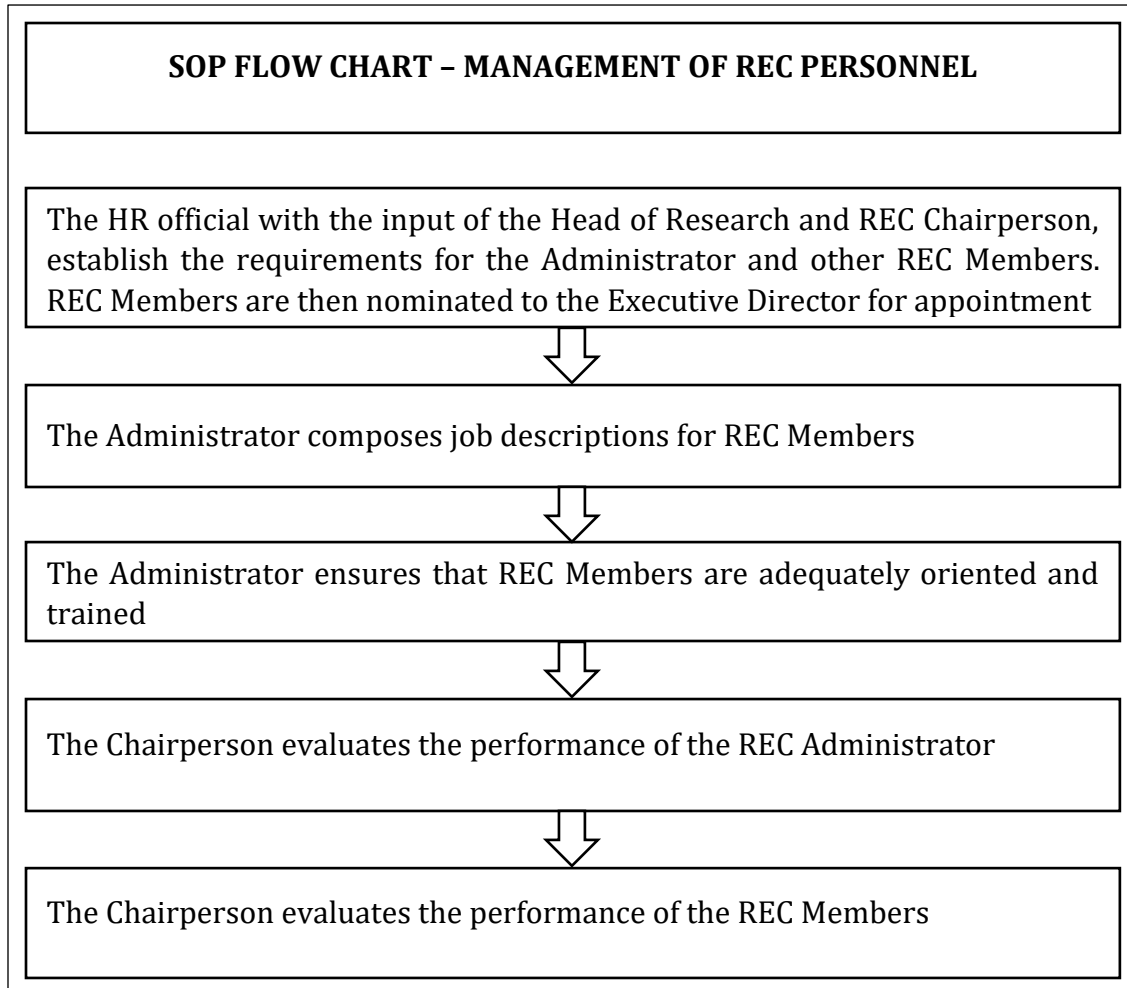 SOP FLOW CHART – MANAGEMENT OF REC PERSONNEL
The HR official with the input of the Head of Research and REC Chairperson,
establish the requirements for the Administrator and other REC Members.
REC Members are then nominated to the Executive Director for appointment
The Administrator composes job descriptions for REC Members
The Administrator ensures that REC Members are adequately oriented and
trained
The Chairperson evaluates the performance of the REC Administrator
The Chairperson evaluates the performance of the REC Members